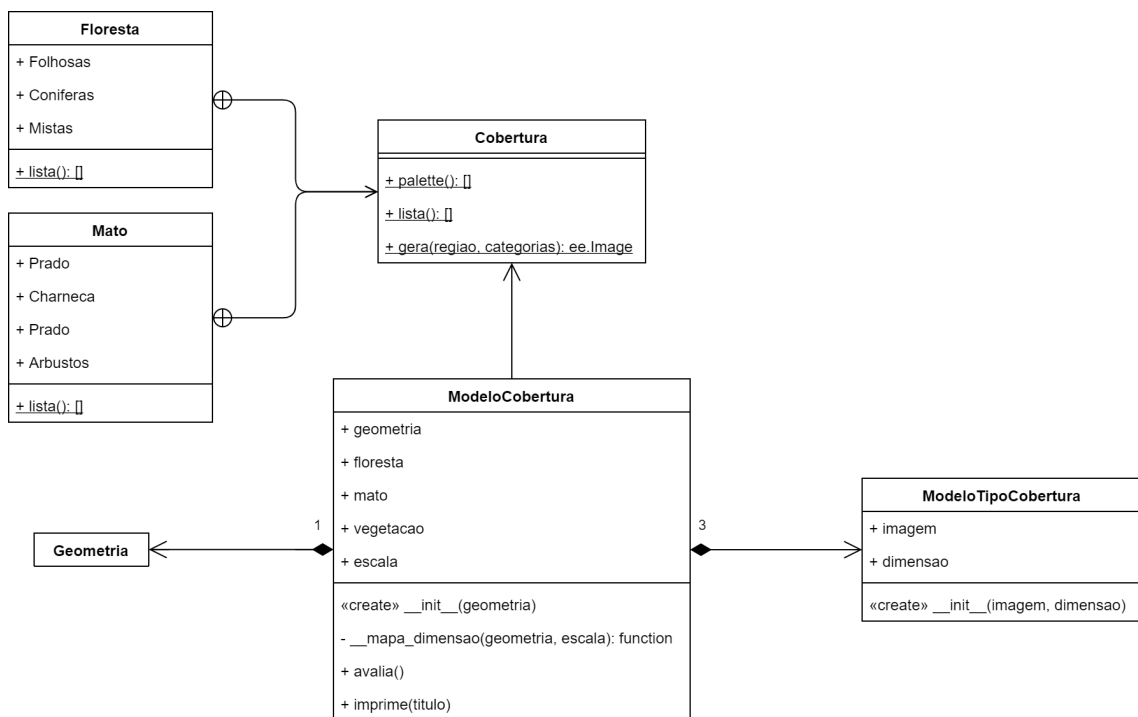 Floresta
+ Folhosas
+ Coniferas
+ Mistas
+ lista(): []
Mato
+ Prado
+ Charneca
+ Prado
+ Arbustos
+ lista(): []
Cobertura
+ palette(): []
+ lista(): []
+ gera(regiao, categorias): ee.Image
ModeloCobertura
+ geometria
+ floresta
+ mato
+ vegetacao
+ escala
«create» __init__(geometria)
- __mapa_dimensao(geometria, escala): function
+ avalia()
+ imprime(titulo)
1
Geometria
3
ModeloTipoCobertura
+ imagem
+ dimensao
«create» __init__(imagem, dimensao)